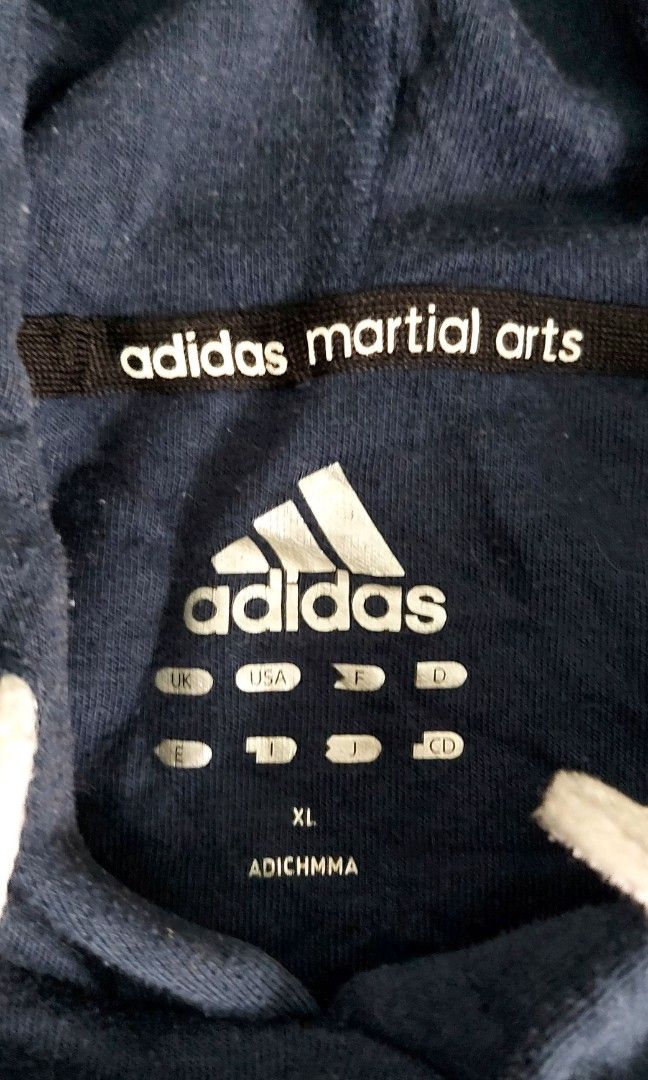 adidas martial arts
adidas
UK USA F D
E I J CD
XL
ADICHMMA